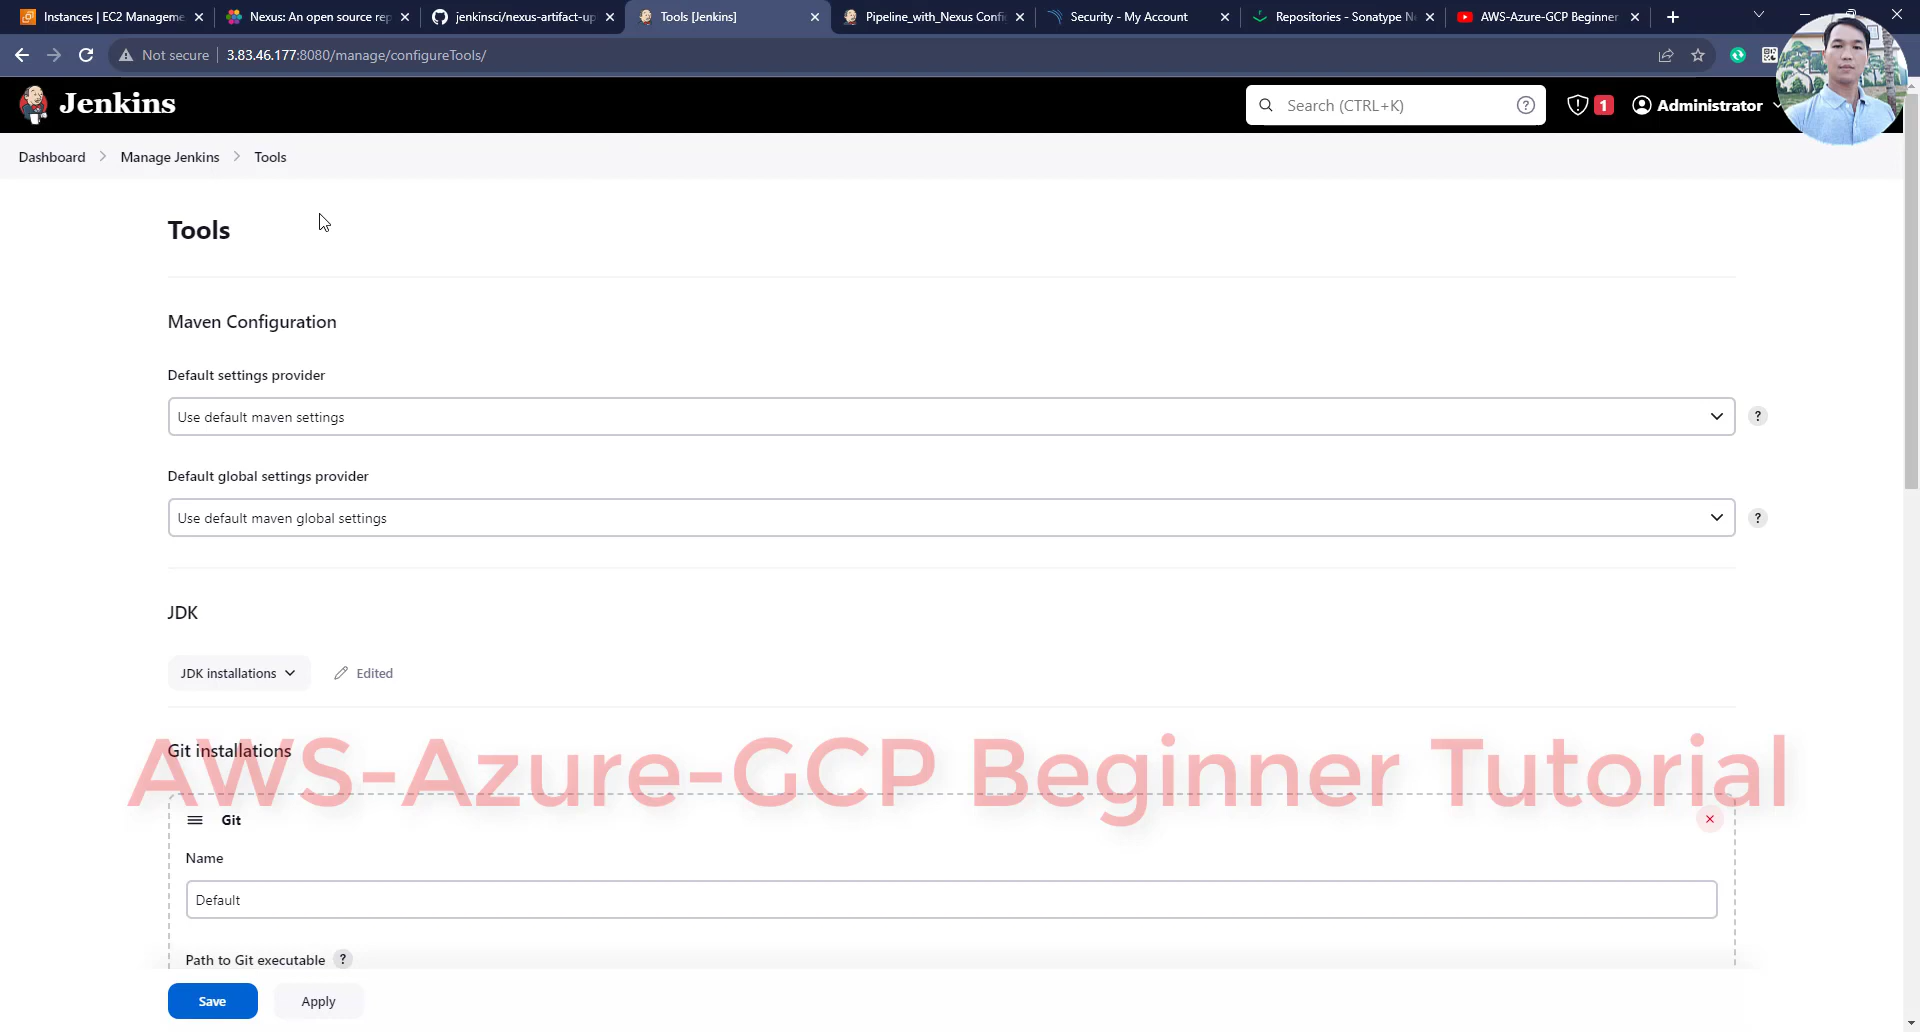 Instances | EC2 Manageme
Nexus: An open source rep
jenkinsci/nexus-artifact-up
Tools [Jenkins]
Pipeline_with_Nexus Confi
Security - My Account
Repositories - Sonatype N
AWS-Azure-GCP Beginner
Not secure
3.83.46.177:8080/manage/configureTools/
Jenkins
Search (CTRL+K)
?
1
Administrator
Dashboard
Manage Jenkins
Tools
Tools
Maven Configuration
Default settings provider
Use default maven settings
?
Default global settings provider
Use default maven global settings
?
JDK
JDK installations
Edited
Git installations
AWS-Azure-GCP Beginner Tutorial
Git
Name
Default
Path to Git executable
?
Save
Apply